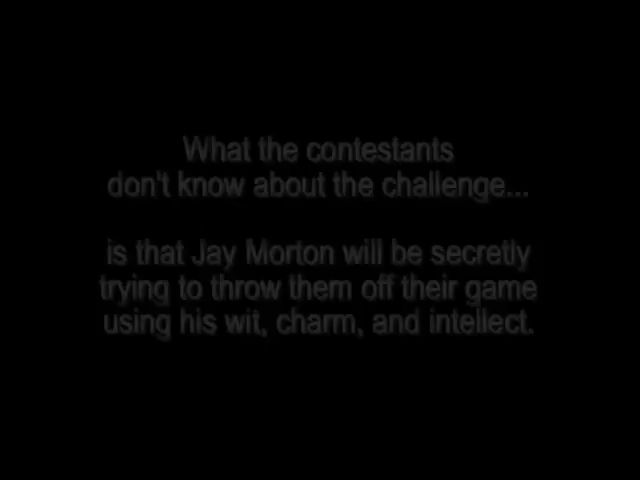 What the contestants
don't know about the challenge...
is that Jay Morton will be secretly
trying to throw them off their game
using his wit, charm, and intellect.